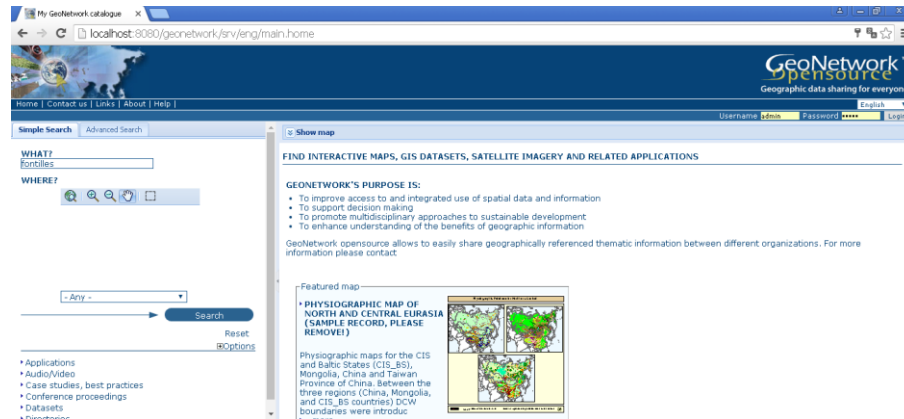 My GeoNetwork catalogue
localhost:8080/geonetwork/srv/eng/main.home
GeoNetwork
Opensource
Geographic data sharing for everyon
Home | Contact us | Links | About | Help |
English
Username admin Password ••••• Login
Simple Search Advanced Search
Show map
WHAT?
fontilles
WHERE?
- Any -
Search
Reset
Options
Applications
Audio/Video
Case studies, best practices
Conference proceedings
Datasets
Directories
FIND INTERACTIVE MAPS, GIS DATASETS, SATELLITE IMAGERY AND RELATED APPLICATIONS
GEONETWORK'S PURPOSE IS:
• To improve access to and integrated use of spatial data and information
• To support decision making
• To promote multidisciplinary approaches to sustainable development
• To enhance understanding of the benefits of geographic information
GeoNetwork opensource allows to easily share geographically referenced thematic information between different organizations. For more
information please contact
Featured map
PHYSIOGRAPHIC MAP OF
NORTH AND CENTRAL EURASIA
(SAMPLE RECORD, PLEASE
REMOVE!)
Physiographic maps for the CIS
and Baltic States (CIS_BS),
Mongolia, China and Taiwan
Province of China. Between the
three regions (China, Mongolia,
and CIS_BS countries) DCW
boundaries were introduc